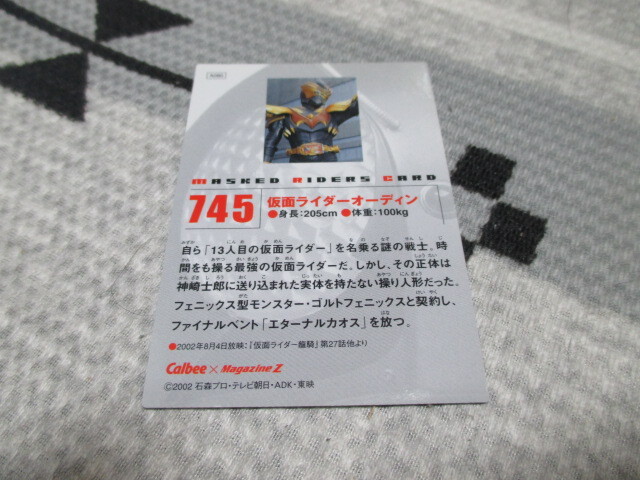 MASKED RIDERS CARD
745
仮面ライダーオーディン
●身長:205cm ●体重:100kg
自ら「13人目の仮面ライダー」を名乗る謎の戦士。時
間をも操る最強の仮面ライダーだ。しかし、その正体は
神崎士郎に送り込まれた実体を持たない操り人形だった。
フェニックス型モンスター・ゴルトフェニックスと契約し、
ファイナルベント「エターナルカオス」を放つ。
●2002年8月4日放映:「仮面ライダー龍騎」第27話他より
Calbee × Magazine Z
©2002 石森プロ・テレビ朝日・ADK・東映